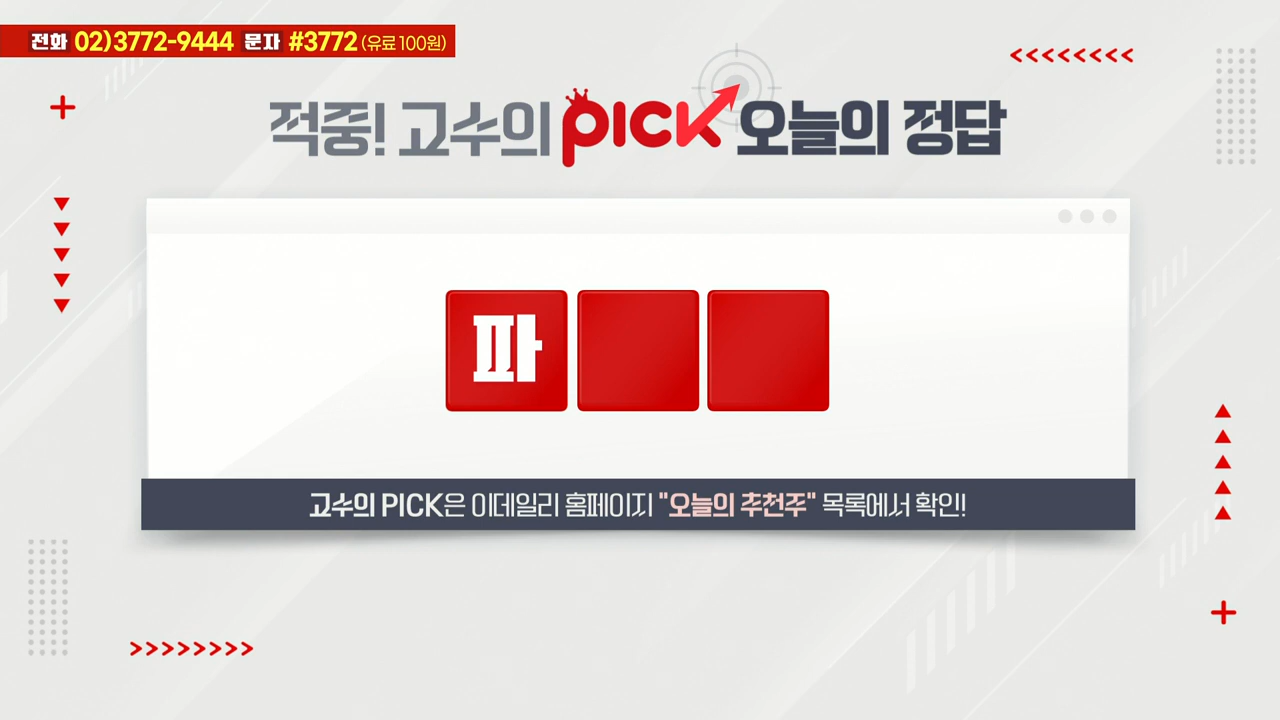 전화 02)3772-9444 문자 #3772 (유료 100원)
적중! 고수의 PICK 오늘의 정답
파
고수의 PICK은 이데일리 홈페이지 "오늘의 추천주" 목록에서 확인!